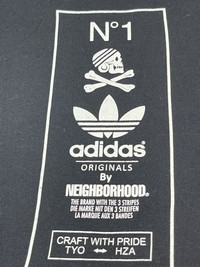 N° 1
adidas
ORIGINALS
By
NEIGHBORHOOD®
THE BRAND WITH THE 3 STRIPES
DIE MARKE MIT DEN 3 STREIFEN
LA MARQUE AUX 3 BANDES
CRAFT WITH PRIDE
TYO ↔ HZA